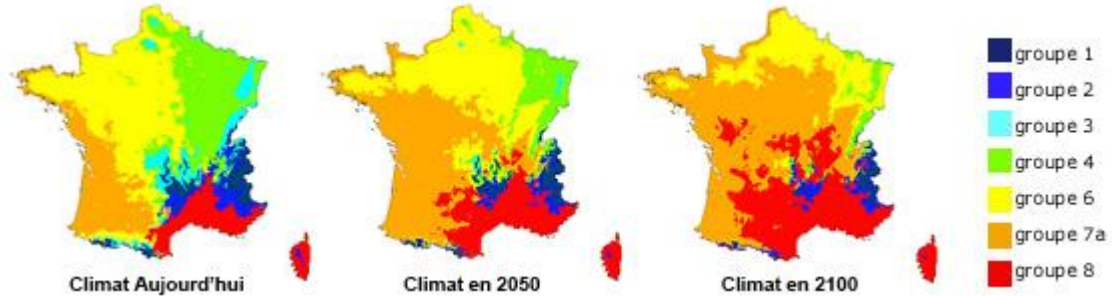 groupe 1
groupe 2
groupe 3
groupe 4
groupe 6
groupe 7a
groupe 8
Climat Aujourd'hui
Climat en 2050
Climat en 2100